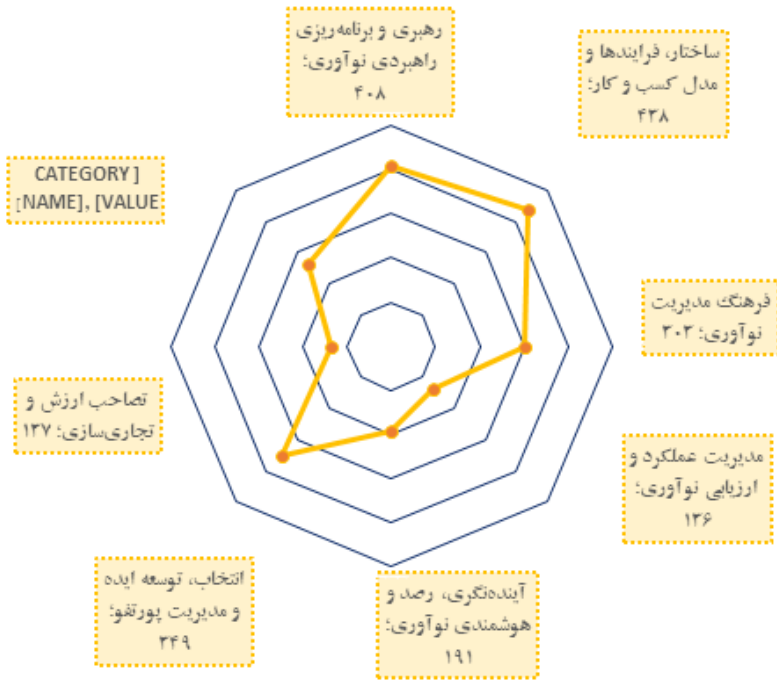 رهبری و برنامه‌ریزی
راهبردی نوآوری؛
۴۰۸
ساختار، فرایندها و
مدل کسب و کار؛
۴۳۸
فرهنگ مدیریت
نوآوری؛ ۳۰۳
مدیریت عملکرد و
ارزیابی نوآوری؛
۱۳۶
آینده‌نگری، رصد و
هوشمندی نوآوری؛
۱۹۱
انتخاب، توسعه ایده
و مدیریت پورتفو؛
۳۴۹
تصاحب ارزش و
تجاری‌سازی؛ ۱۳۷
CATEGORY ]
[NAME], [VALUE